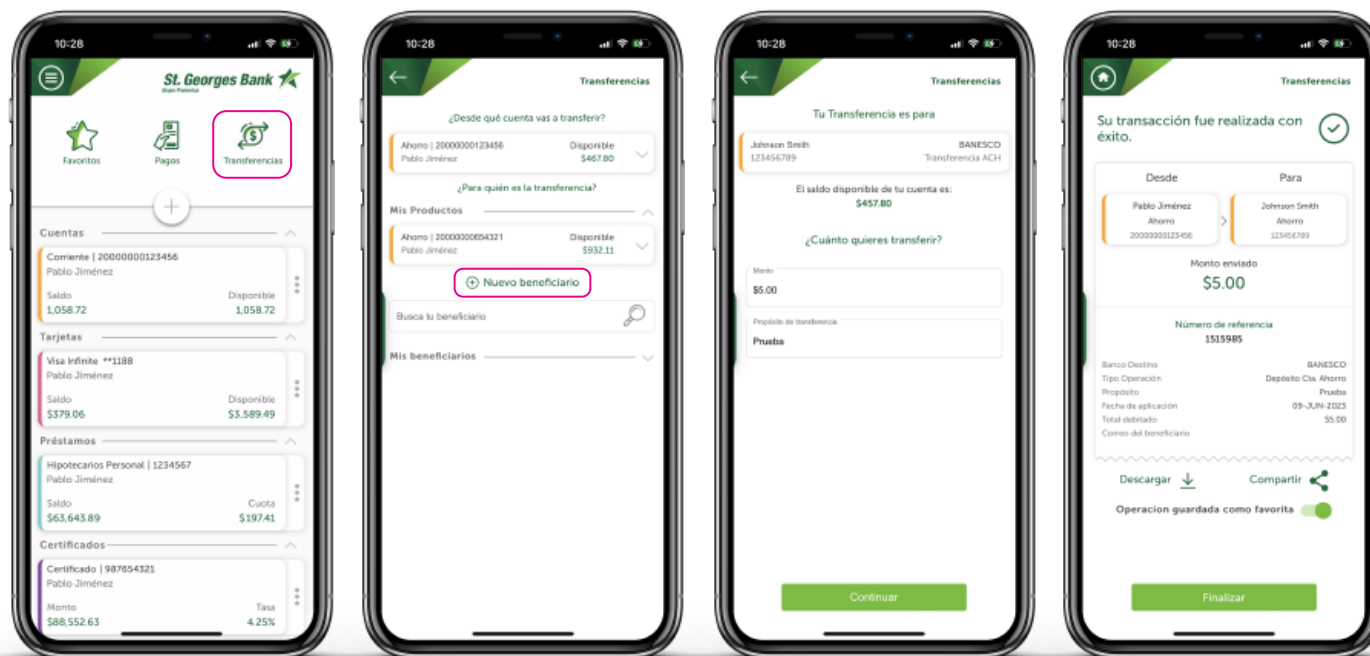 10:28
St. Georges Bank
Grupo Promerica
Favoritos
Pagos
Transferencias
Cuentas
Corriente | 20000000123456
Pablo Jiménez
Saldo Disponible
1,058.72 1,058.72
Tarjetas
Visa Infinite **1188
Pablo Jiménez
Saldo Disponible
$379.06 $3,589.49
Préstamos
Hipotecarios Personal | 1234567
Pablo Jiménez
Saldo Cuota
$63,643.89 $197.41
Certificados
Certificado | 987654321
Pablo Jiménez
Monto Tasa
$88,552.63 4.25%
10:28
Transferencias
¿Desde qué cuenta vas a transferir?
Ahorro | 20000000123456 Disponible
Pablo Jiménez $467.80
¿Para quién es la transferencia?
Mis Productos
Ahorro | 20000000654321 Disponible
Pablo Jiménez $932.11
Nuevo beneficiario
Busca tu beneficiario
Mis beneficiarios
10:28
Transferencias
Tu Transferencia es para
Johnson Smith BANESCO
123456789 Transferencia ACH
El saldo disponible de tu cuenta es:
$457.80
¿Cuánto quieres transferir?
Monto
$5.00
Propósito de transferencia
Prueba
Continuar
10:28
Transferencias
Su transacción fue realizada con
éxito.
Desde Para
Pablo Jiménez Johnson Smith
Ahorro Ahorro
20000000123456 123456789
Monto enviado
$5.00
Número de referencia
1515985
Banco Destino BANESCO
Tipo Operación Depósito Cta. Ahorro
Propósito Prueba
Fecha de aplicación 09-JUN-2023
Total debitado $5.00
Correo del beneficiario
Descargar Compartir
Operacion guardada como favorita
Finalizar